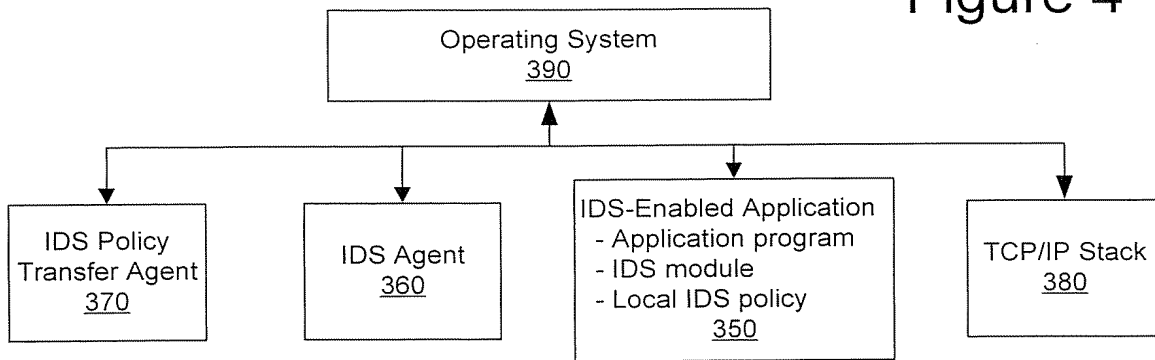 Figure 4
Operating System
390
IDS Policy
Transfer Agent
370
IDS Agent
360
IDS-Enabled Application
- Application program
- IDS module
- Local IDS policy
350
TCP/IP Stack
380